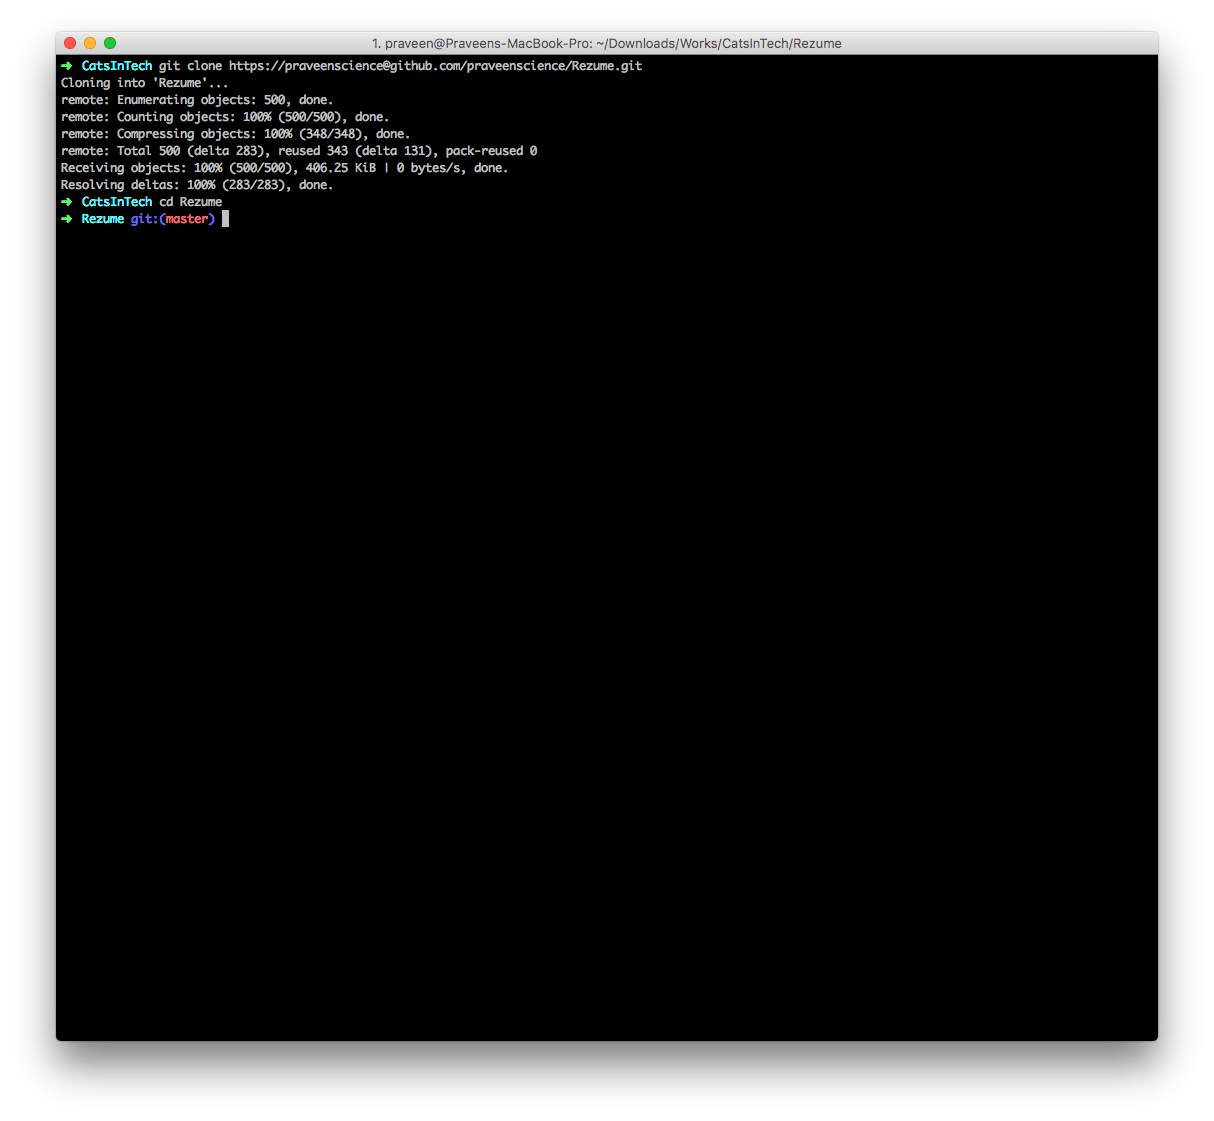 1. praveen@Praveens-MacBook-Pro: ~/Downloads/Works/CatsInTech/Rezume
➜ CatsInTech git clone https://praveenscience@github.com/praveenscience/Rezume.git
Cloning into 'Rezume'...
remote: Enumerating objects: 500, done.
remote: Counting objects: 100% (500/500), done.
remote: Compressing objects: 100% (348/348), done.
remote: Total 500 (delta 283), reused 343 (delta 131), pack-reused 0
Receiving objects: 100% (500/500), 406.25 KiB | 0 bytes/s, done.
Resolving deltas: 100% (283/283), done.
➜ CatsInTech cd Rezume
➜ Rezume git:(master)